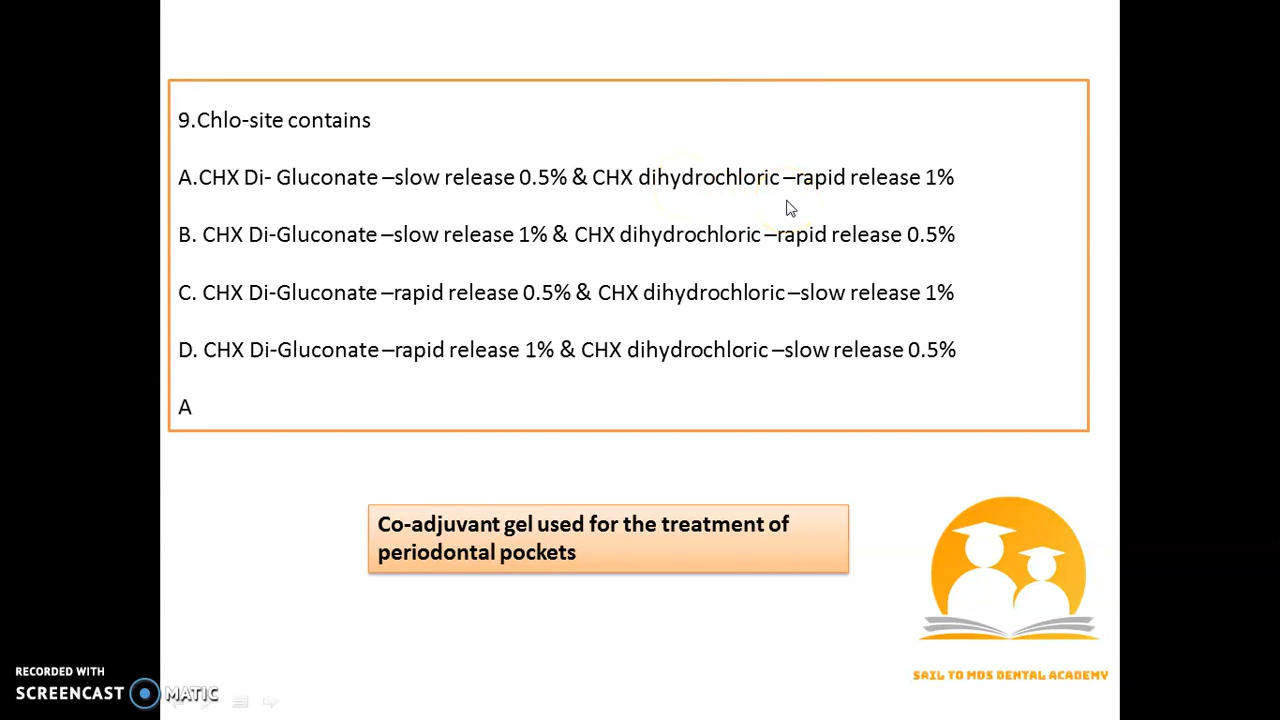 9.Chlo-site contains
A.CHX Di- Gluconate –slow release 0.5% & CHX dihydrochloric –rapid release 1%
B. CHX Di-Gluconate –slow release 1% & CHX dihydrochloric –rapid release 0.5%
C. CHX Di-Gluconate –rapid release 0.5% & CHX dihydrochloric –slow release 1%
D. CHX Di-Gluconate –rapid release 1% & CHX dihydrochloric –slow release 0.5%
A
Co-adjuvant gel used for the treatment of
periodontal pockets
SAIL TO MDS DENTAL ACADEMY
RECORDED WITH
SCREENCAST MATIC